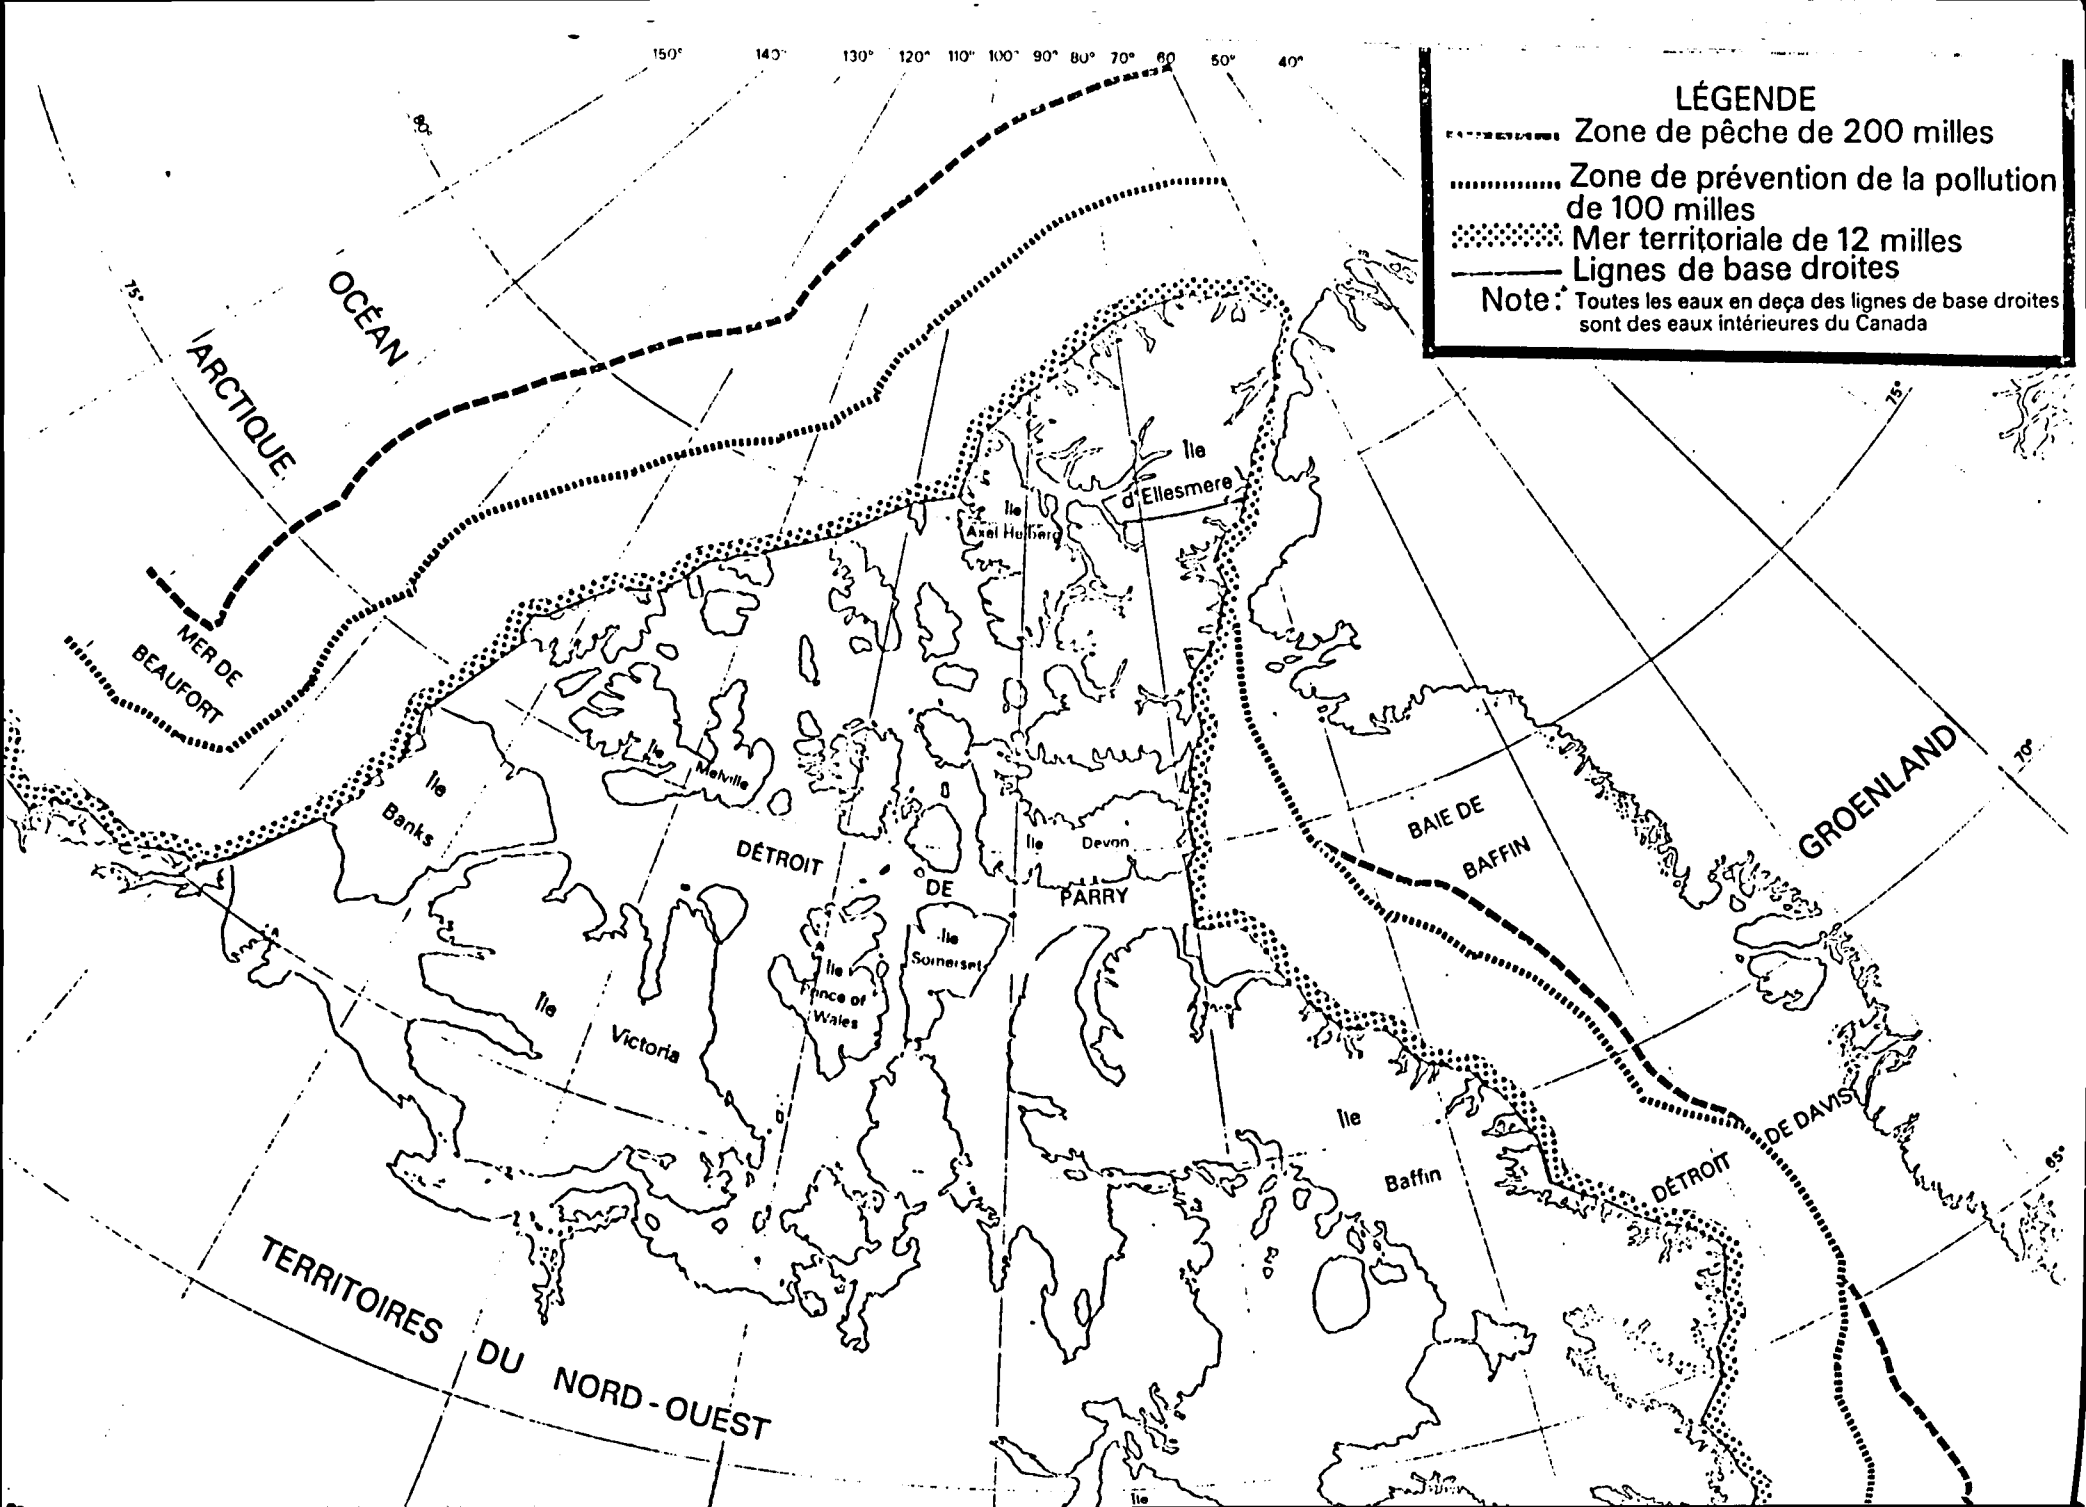 150° 140° 130° 120° 110° 100° 90° 80° 70° 60 50° 40°
LÉGENDE
Zone de pêche de 200 milles
Zone de prévention de la pollution
de 100 milles
Mer territoriale de 12 milles
Lignes de base droites
Note: Toutes les eaux en deça des lignes de base droites
sont des eaux intérieures du Canada
80°
75°
OCÉAN
ARCTIQUE
75°
MER DE
BEAUFORT
Île
d'Ellesmere
Île
Axel Heiberg
Île
Banks
Île
Melville
DÉTROIT
DE
PARRY
Île
Devon
BAIE DE
BAFFIN
GROENLAND
70°
Île
Somerset
Île
Prince of
Wales
Île
Victoria
Île
Baffin
DÉTROIT
DE DAVIS
65°
TERRITOIRES
DU
NORD-OUEST
Île